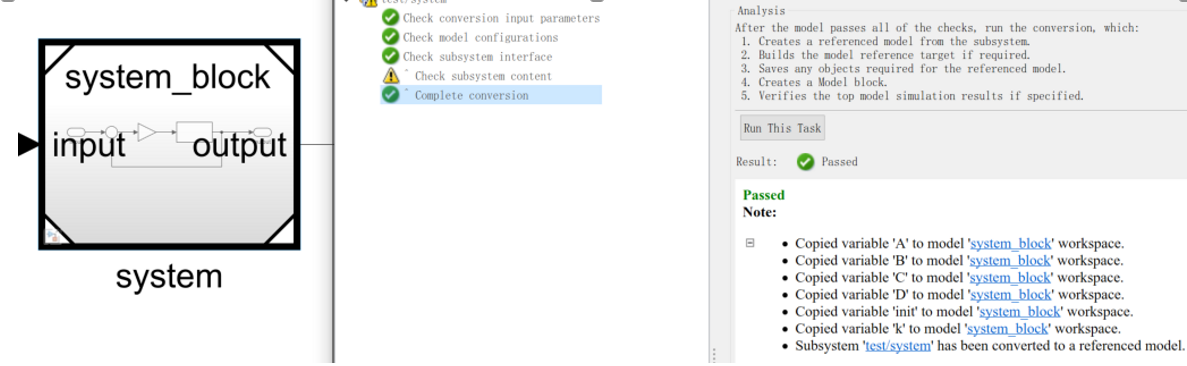 system_block
input
output
system
test/system
Check conversion input parameters
Check model configurations
Check subsystem interface
^ Check subsystem content
^ Complete conversion
Analysis
After the model passes all of the checks, run the conversion, which:
1. Creates a referenced model from the subsystem.
2. Builds the model reference target if required.
3. Saves any objects required for the referenced model.
4. Creates a Model block.
5. Verifies the top model simulation results if specified.
Run This Task
Result: Passed
Passed
Note:
• Copied variable 'A' to model 'system_block' workspace.
• Copied variable 'B' to model 'system_block' workspace.
• Copied variable 'C' to model 'system_block' workspace.
• Copied variable 'D' to model 'system_block' workspace.
• Copied variable 'init' to model 'system_block' workspace.
• Copied variable 'k' to model 'system_block' workspace.
• Subsystem 'test/system' has been converted to a referenced model.